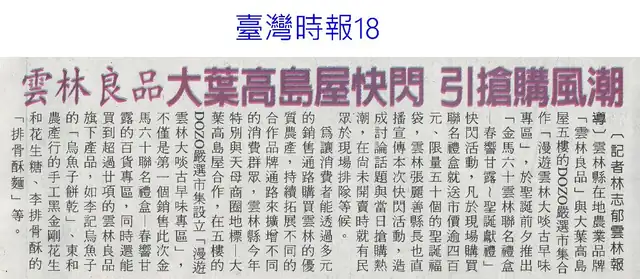 臺灣時報18
雲林良品大葉高島屋快閃 引搶購風潮
〔記者林志郁雲林報
導〕雲林縣在地農業品牌
「雲林良品」與大葉高島
屋五樓的DOZO嚴選市集合
作「漫遊雲林大啖古早味
專區」，於聖誕前夕推出
「金馬六十雲林聯名禮盒
—春響甘露～聖誕獻禮」
快閃活動，凡於現場購買
聯名禮盒就送市價逾四百
元、限量五十個的聖誕福
袋，雲林張麗善縣長也直
播宣傳本次快閃活動，造
成討論話題與當日搶購熱
潮，在尚未開賣時就有民
眾於現場排隊等候。
為讓消費者能透過多元
的銷售通路購買雲林的優
質農產，持續拓展不同的
合作品牌通路來擴增不同
的消費群眾，雲林縣今年
特別與天母商圈地標—大
葉高島屋合作，在五樓的
DOZO嚴選市集設立「漫遊
雲林大啖古早味專區」，
不僅是第一個銷售此次金
馬六十聯名禮盒—春響甘
露的百貨專區，同時還能
買到超過廿項的雲林良品
旗下產品，如李記烏魚子
的「烏魚子餅乾」、東和
農產行的手工黑金剛花生
和花生糖、李排骨酥的
「排骨酥麵」等。